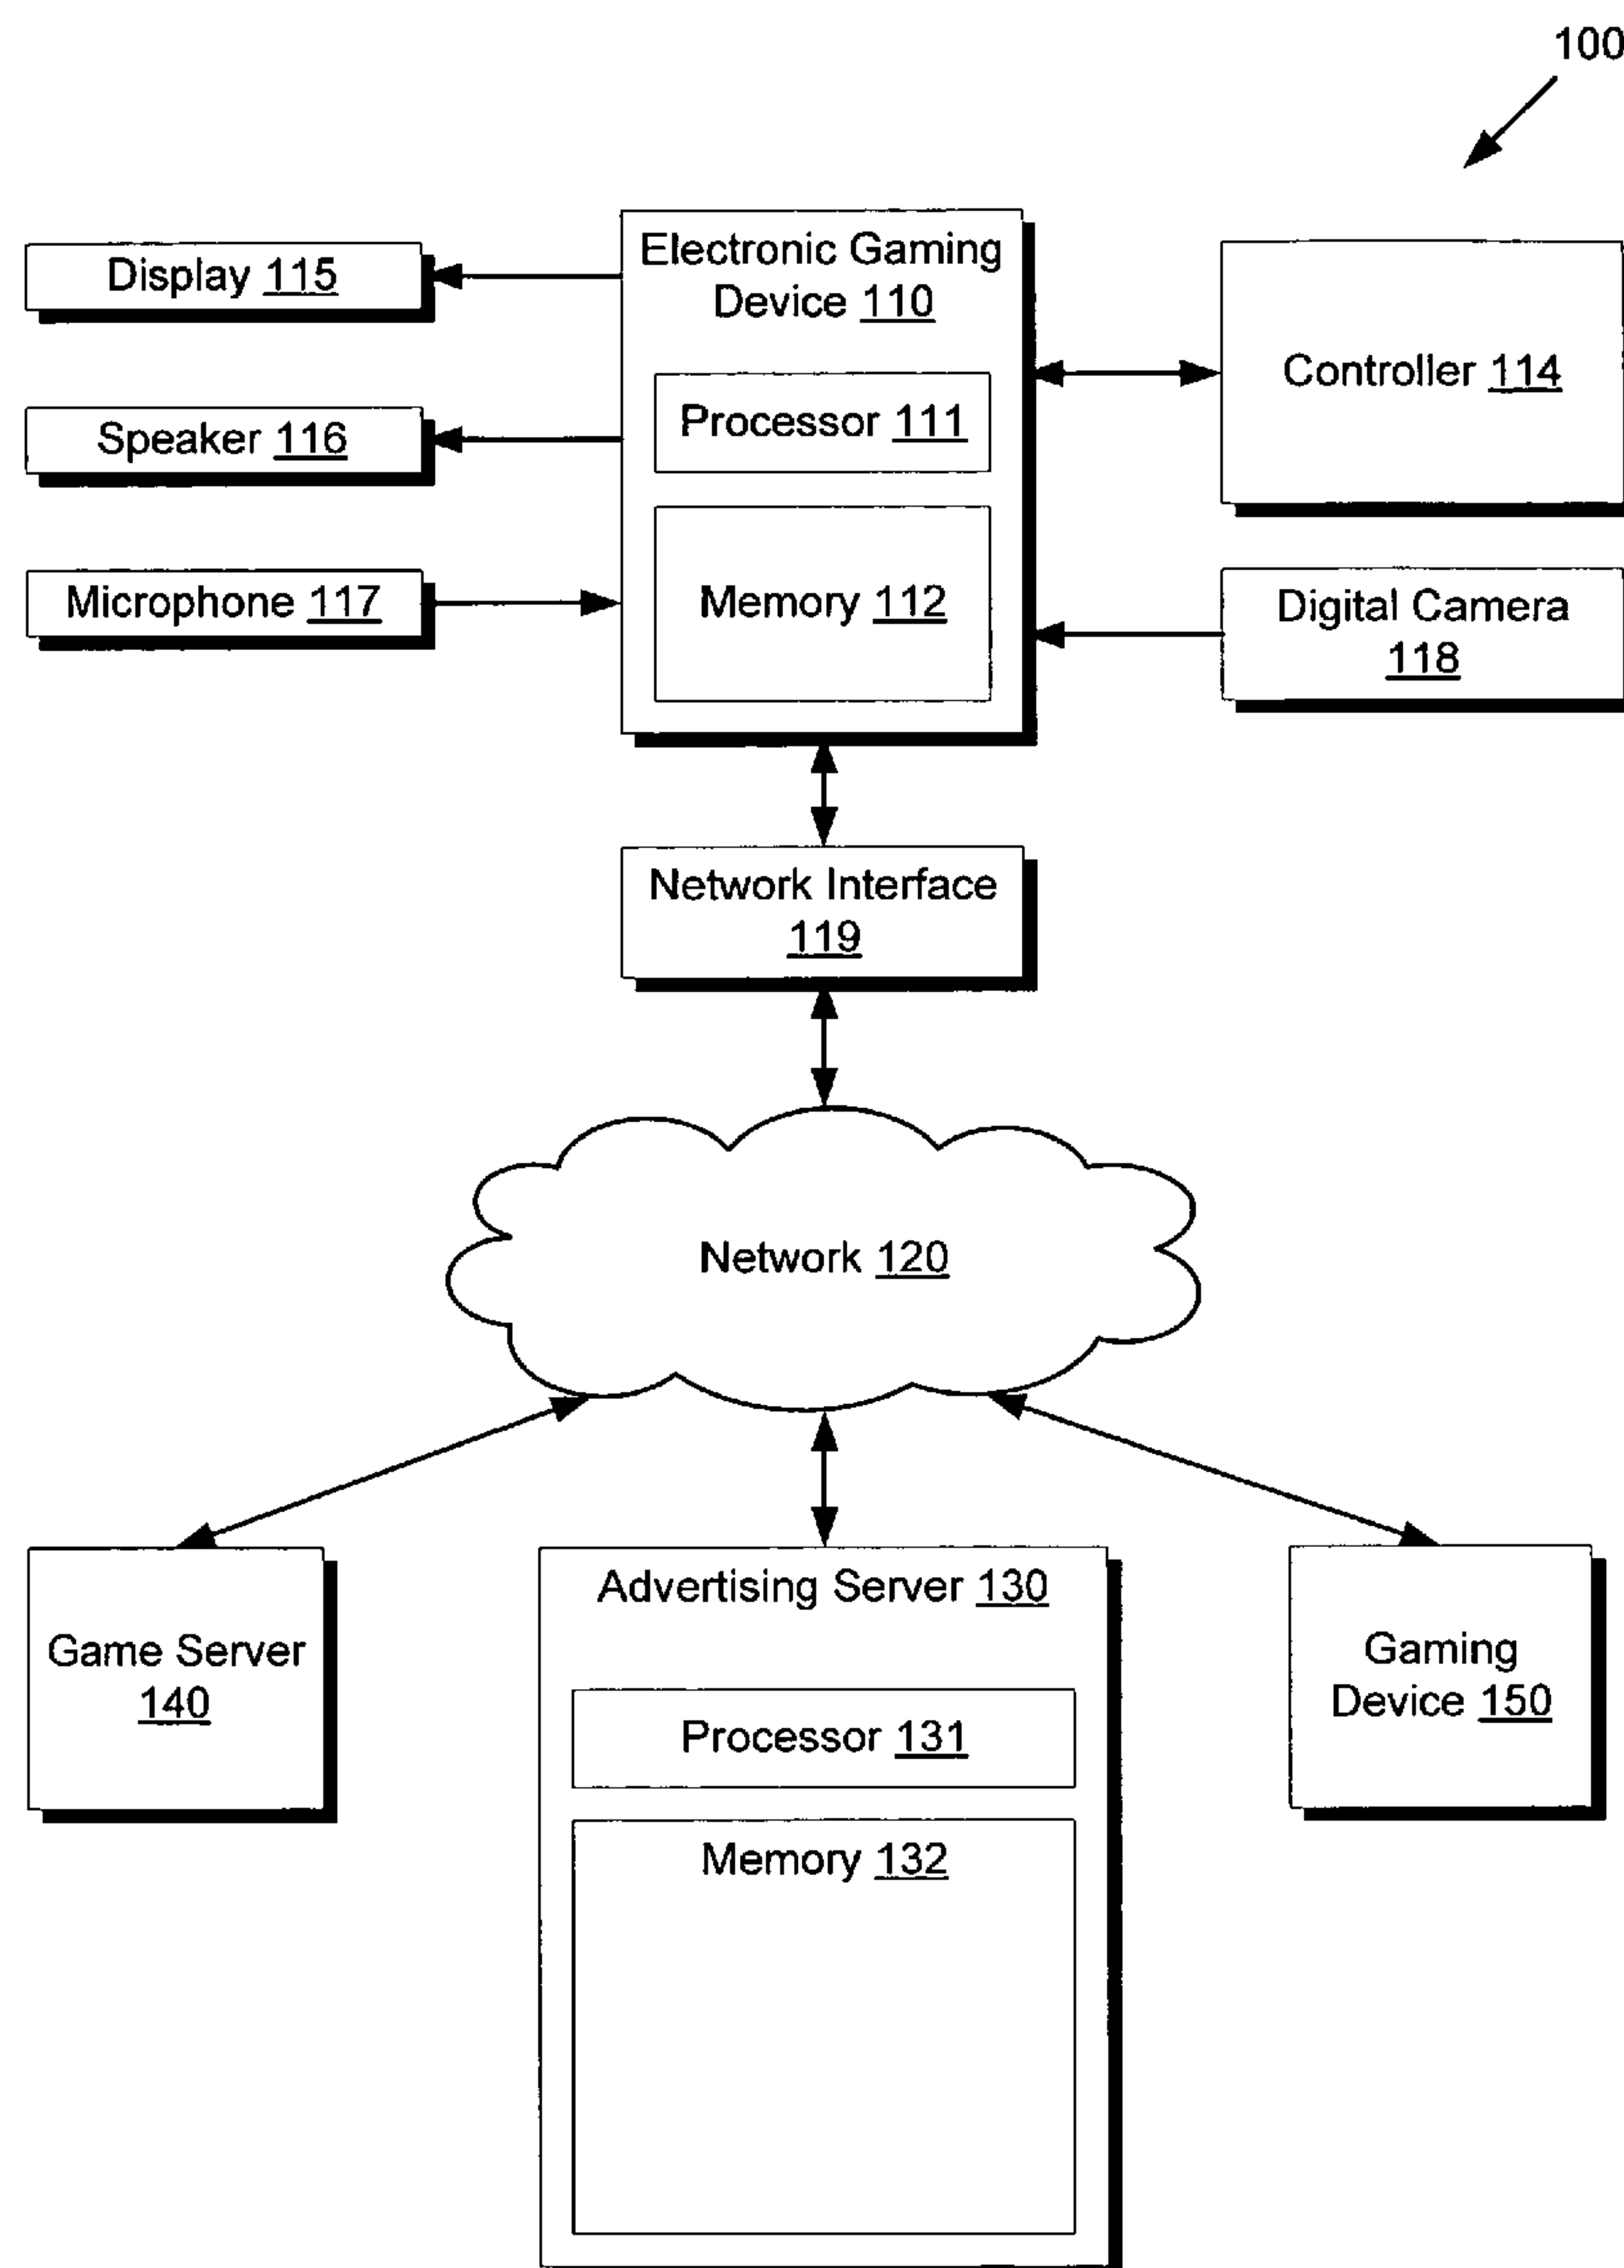 100
Electronic Gaming
Device 110
Display 115
Controller 114
Processor 111
Speaker 116
Microphone 117
Memory 112
Digital Camera
118
Network Interface
119
Network 120
Advertising Server 130
Game Server
140
Gaming
Device 150
Processor 131
Memory 132